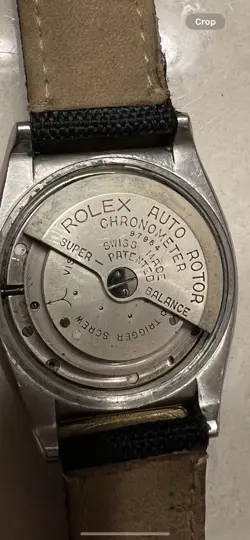 Crop
ROLEX AUTO ROTOR
CHRONOMETER
SWISS MADE
SUPER PATENTED BALANCE
TRIGGER SCREW